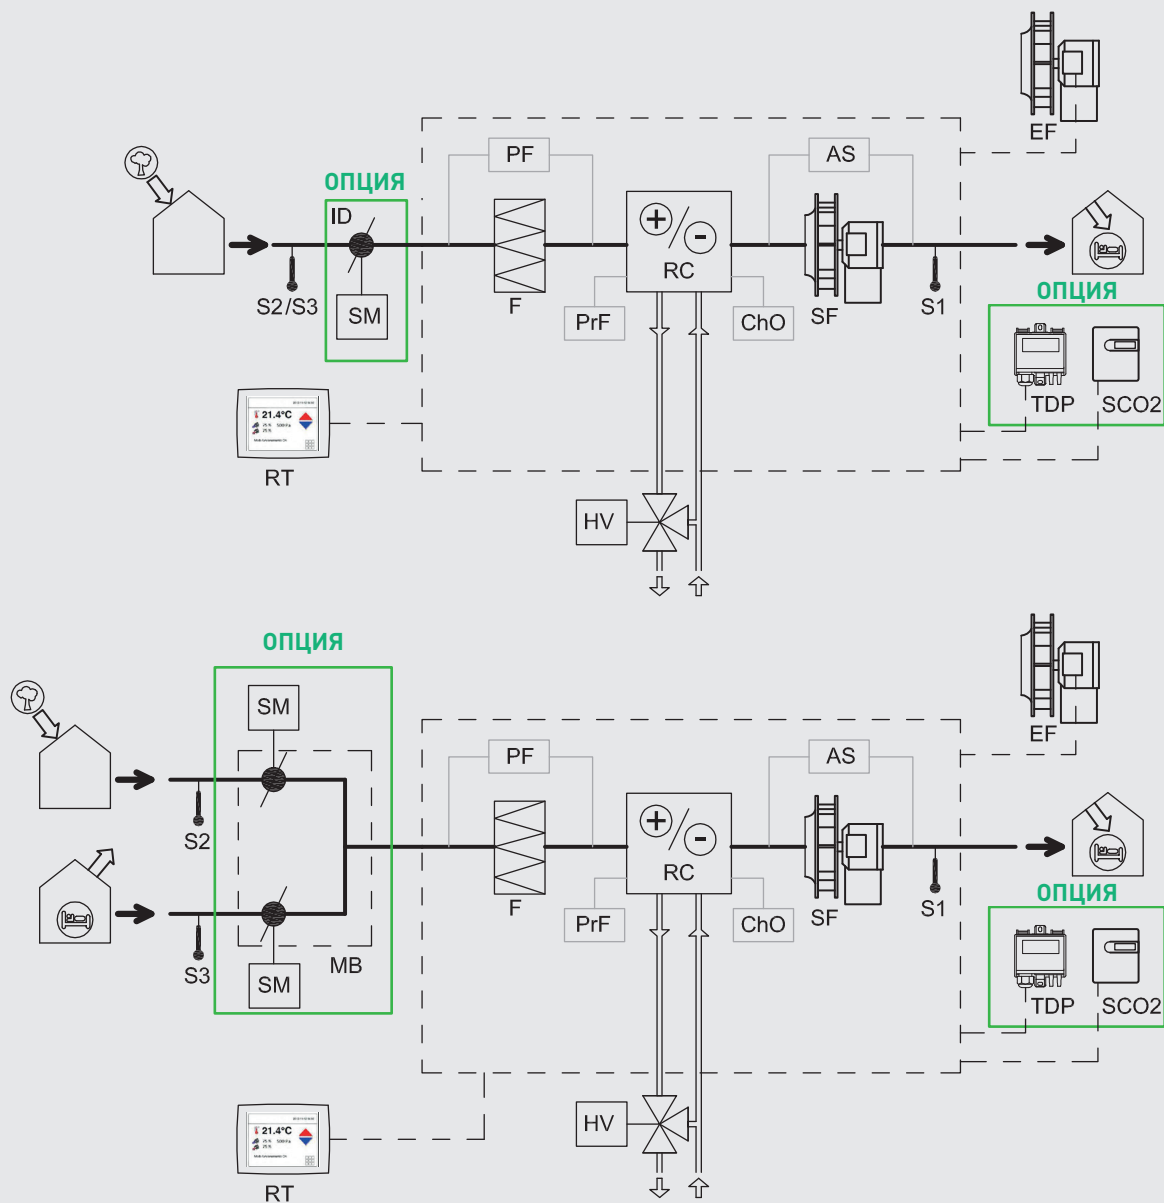 EF
PF
AS
ОПЦИЯ
ID
+
-
RC
S2/S3
SM
F
PrF
ChO
SF
S1
ОПЦИЯ
TDP
SCO2
21.4°C
RT
HV
ОПЦИЯ
SM
EF
PF
AS
+
-
RC
S2
F
PrF
ChO
SF
S1
ОПЦИЯ
S3
SM
MB
TDP
SCO2
21.4°C
RT
HV